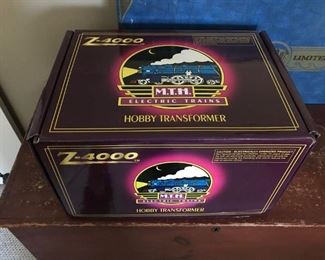 Z-4000
M.T.H.
ELECTRIC TRAINS
HOBBY TRANSFORMER
LIMITED
Z-4000
M.T.H.
ELECTRIC TRAINS
HOBBY TRANSFORMER